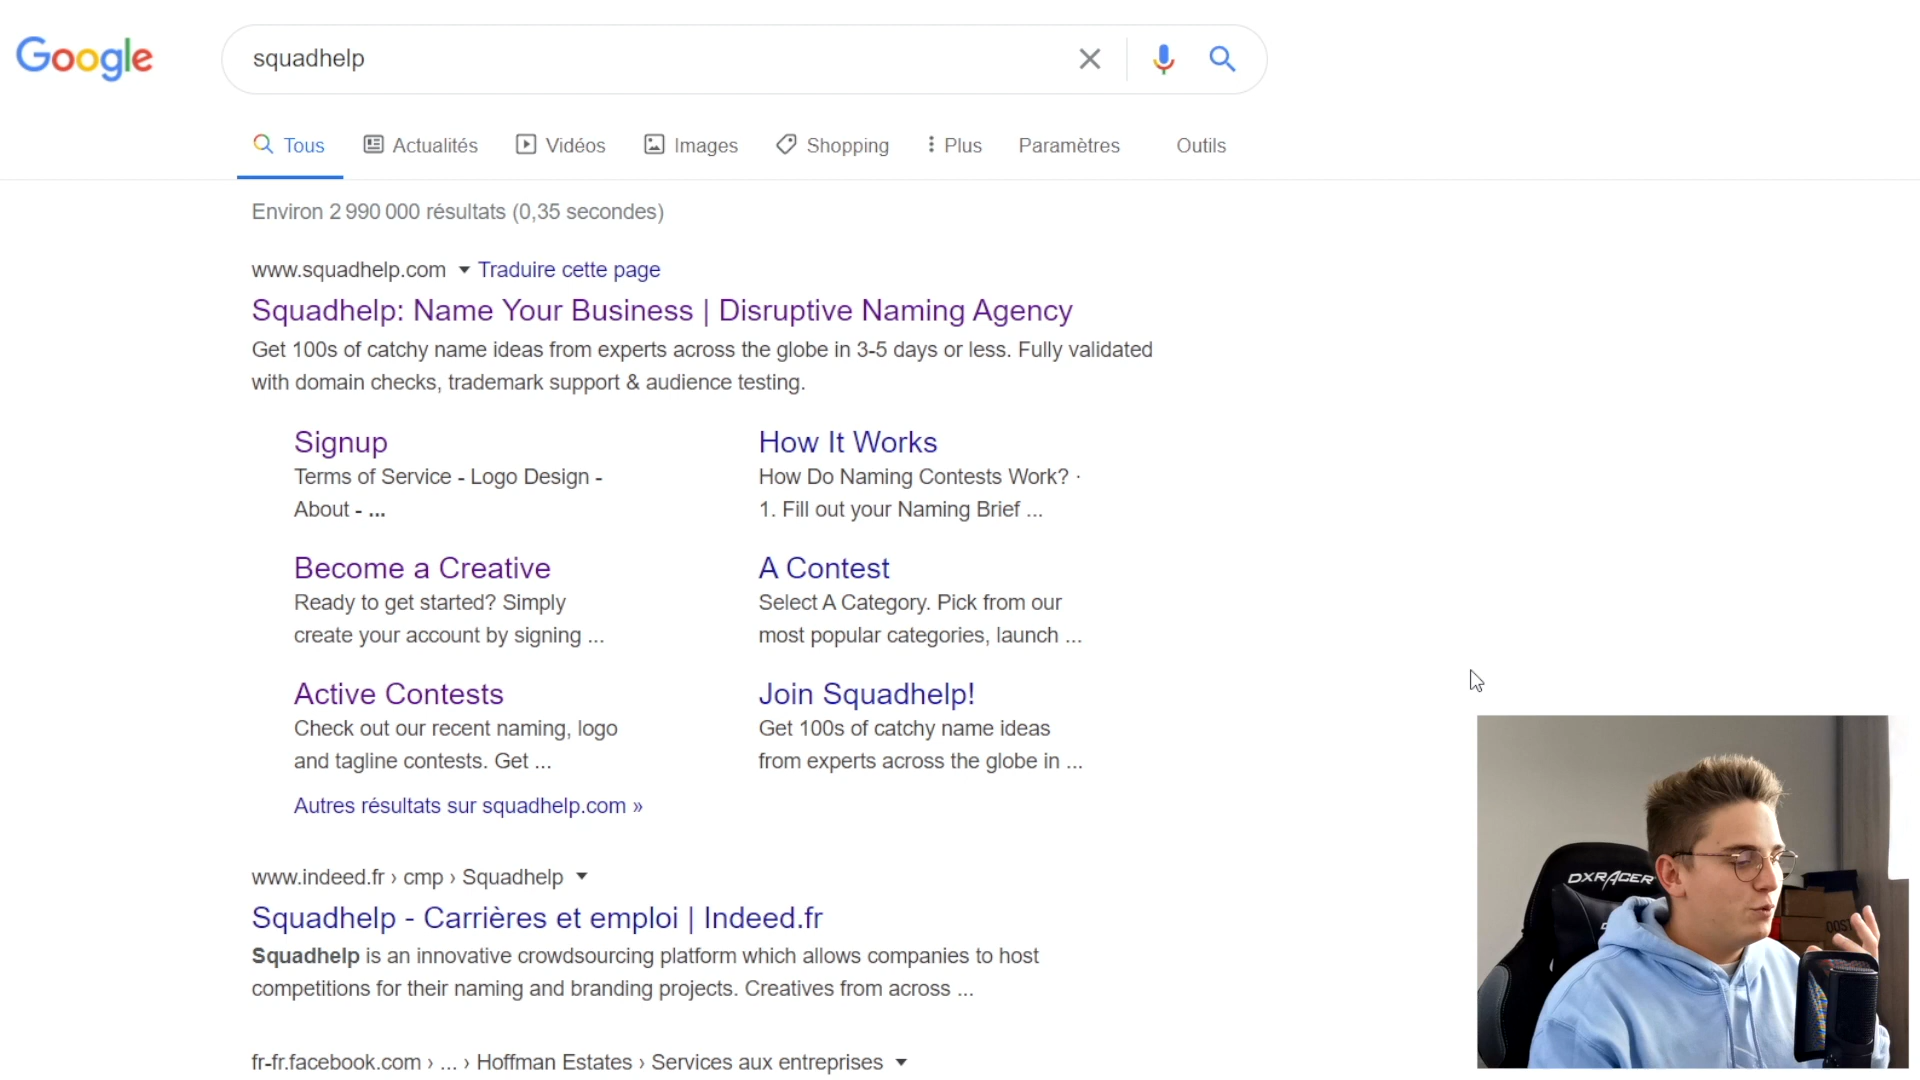 Google
squadhelp
Tous Actualités Vidéos Images Shopping Plus Paramètres Outils
Environ 2 990 000 résultats (0,35 secondes)
www.squadhelp.com Traduire cette page
Squadhelp: Name Your Business | Disruptive Naming Agency
Get 100s of catchy name ideas from experts across the globe in 3-5 days or less. Fully validated
with domain checks, trademark support & audience testing.
Signup
Terms of Service - Logo Design -
About - ...
How It Works
How Do Naming Contests Work? ·
1. Fill out your Naming Brief ...
Become a Creative
Ready to get started? Simply
create your account by signing ...
A Contest
Select A Category. Pick from our
most popular categories, launch ...
Active Contests
Check out our recent naming, logo
and tagline contests. Get ...
Join Squadhelp!
Get 100s of catchy name ideas
from experts across the globe in ...
Autres résultats sur squadhelp.com »
www.indeed.fr › cmp › Squadhelp
Squadhelp - Carrières et emploi | Indeed.fr
Squadhelp is an innovative crowdsourcing platform which allows companies to host
competitions for their naming and branding projects. Creatives from across ...
fr-fr.facebook.com › ... › Hoffman Estates › Services aux entreprises
DXRACER